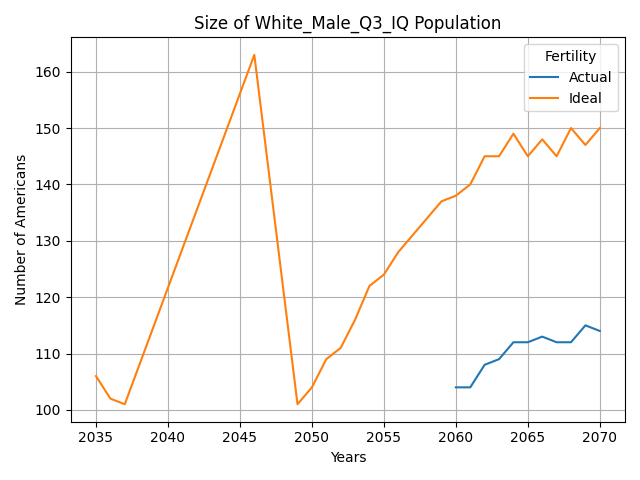 Size of White_Male_Q3_IQ Population
Fertility
Actual
Ideal
Number of Americans
160
150
140
130
120
110
100
2035 2040 2045 2050 2055 2060 2065 2070
Years